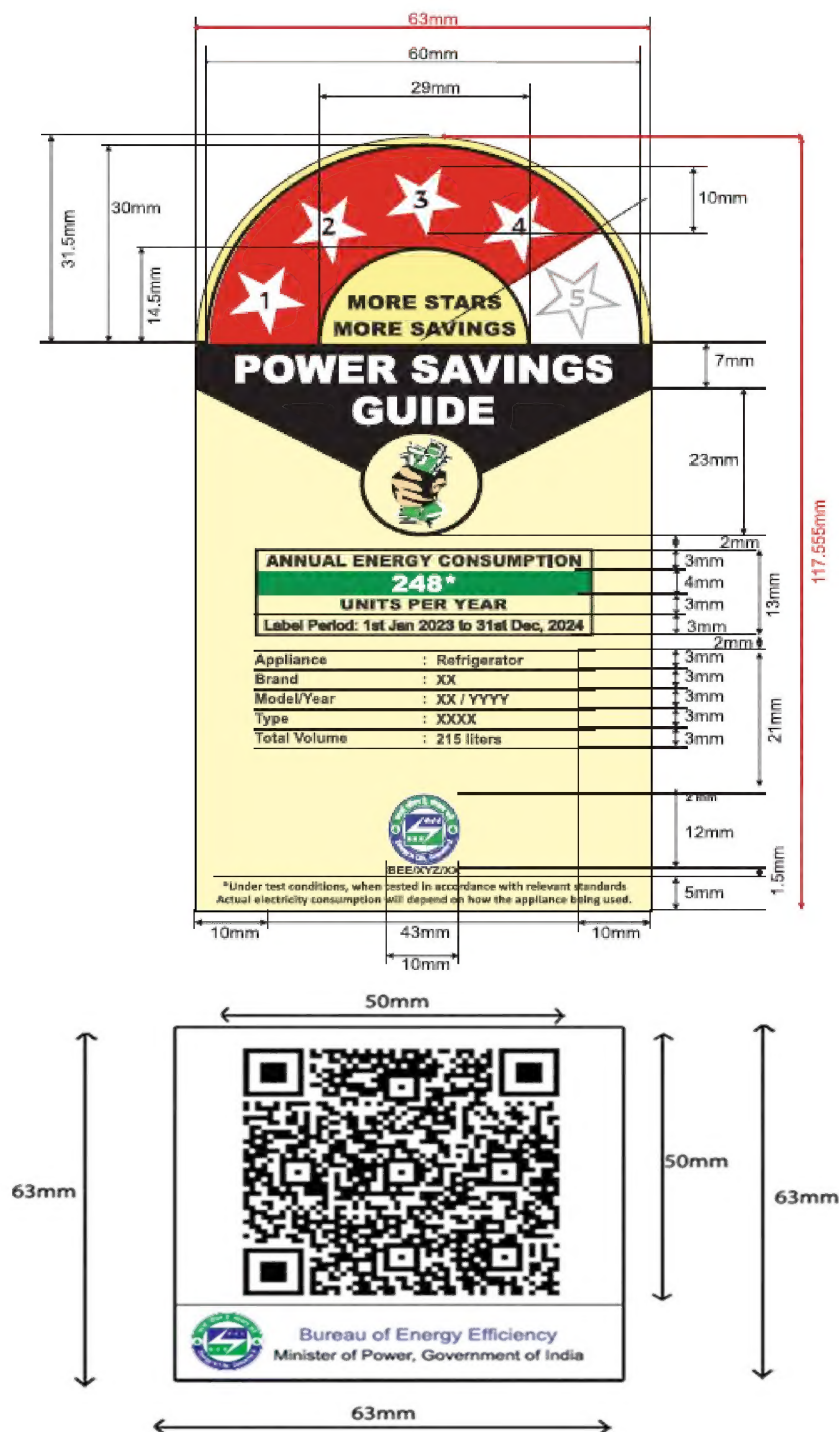 63mm
60mm
29mm
31.5mm
30mm
14.5mm
10mm
1
2
3
4
5
MORE STARS
MORE SAVINGS
7mm
POWER SAVINGS
GUIDE
23mm
117.555mm
2mm
ANNUAL ENERGY CONSUMPTION
3mm
248*
4mm
13mm
UNITS PER YEAR
3mm
Label Period: 1st Jan 2023 to 31st Dec, 2024
3mm
2mm
Appliance : Refrigerator
3mm
Brand : XX
3mm
Model/Year : XX / YYYY
3mm
21mm
Type : XXXX
3mm
Total Volume : 215 liters
3mm
12mm
BEE/XYZ/XX
1.5mm
*Under test conditions, when tested in accordance with relevant standards
Actual electricity consumption will depend on how the appliance being used.
5mm
10mm
43mm
10mm
10mm
50mm
63mm
50mm
63mm
Bureau of Energy Efficiency
Minister of Power, Government of India
63mm